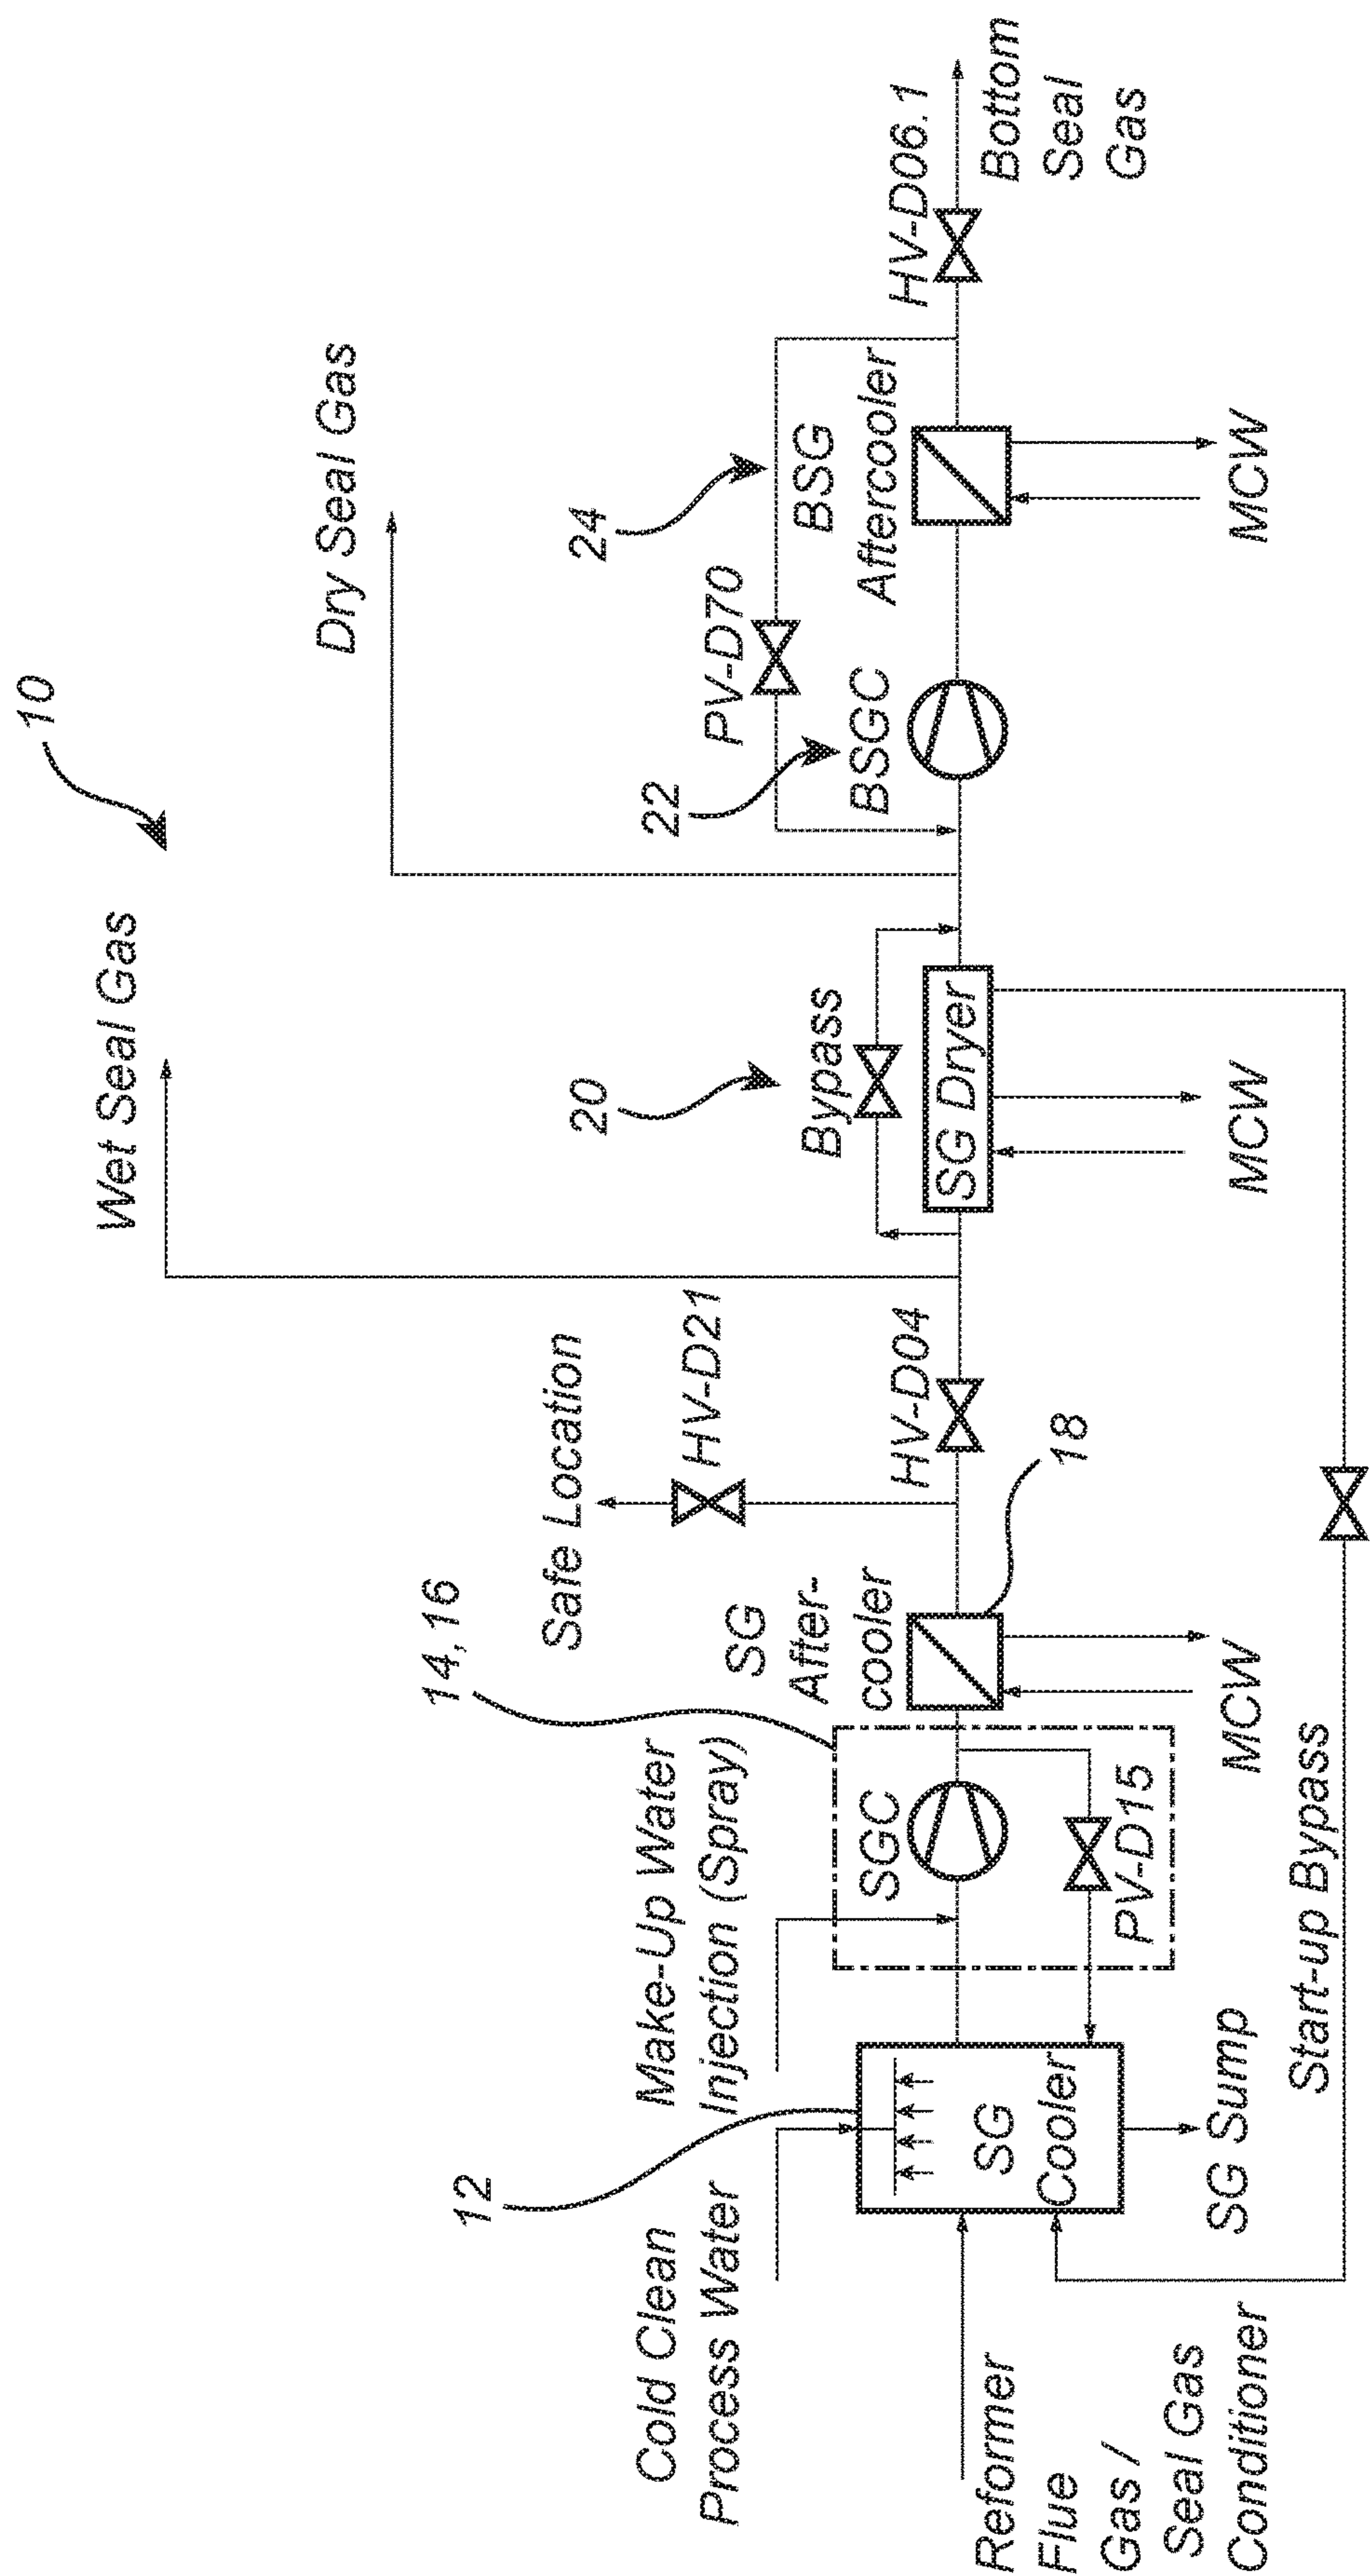 10
Wet Seal Gas
Dry Seal Gas
Safe Location
HV-D21
14,16
20
24
22
PV-D70
12
Cold Clean
Process Water
Make-Up Water
Injection (Spray)
SG
After-
cooler
SGC
PV-D15
HV-D04
18
Bypass
SG Dryer
BSGC
BSG
Aftercooler
HV-D06.1
Bottom
Seal
Gas
Reformer
Flue
Gas /
Seal Gas
Conditioner
SG
Cooler
SG Sump
MCW
MCW
MCW
Start-up Bypass